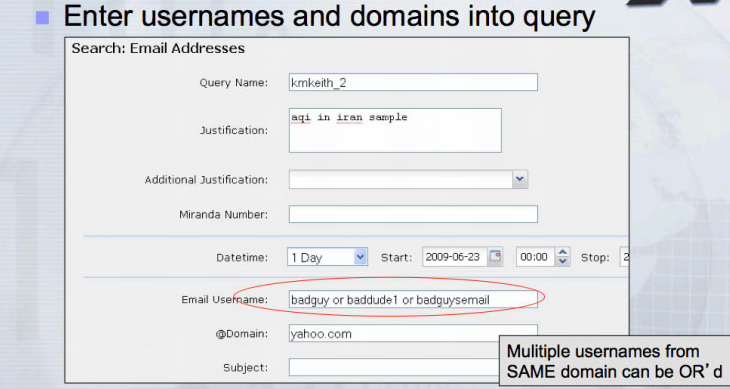 Enter usernames and domains into query
Search: Email Addresses
Query Name: kmkeith_2
Justification: aqi in iran sample
Additional Justification:
Miranda Number:
Datetime: 1 Day Start: 2009-06-23 00:00 Stop: 2
Email Username: badguy or baddude1 or badguysemail
@Domain: yahoo.com
Subject:
Mulitiple usernames from
SAME domain can be OR'd